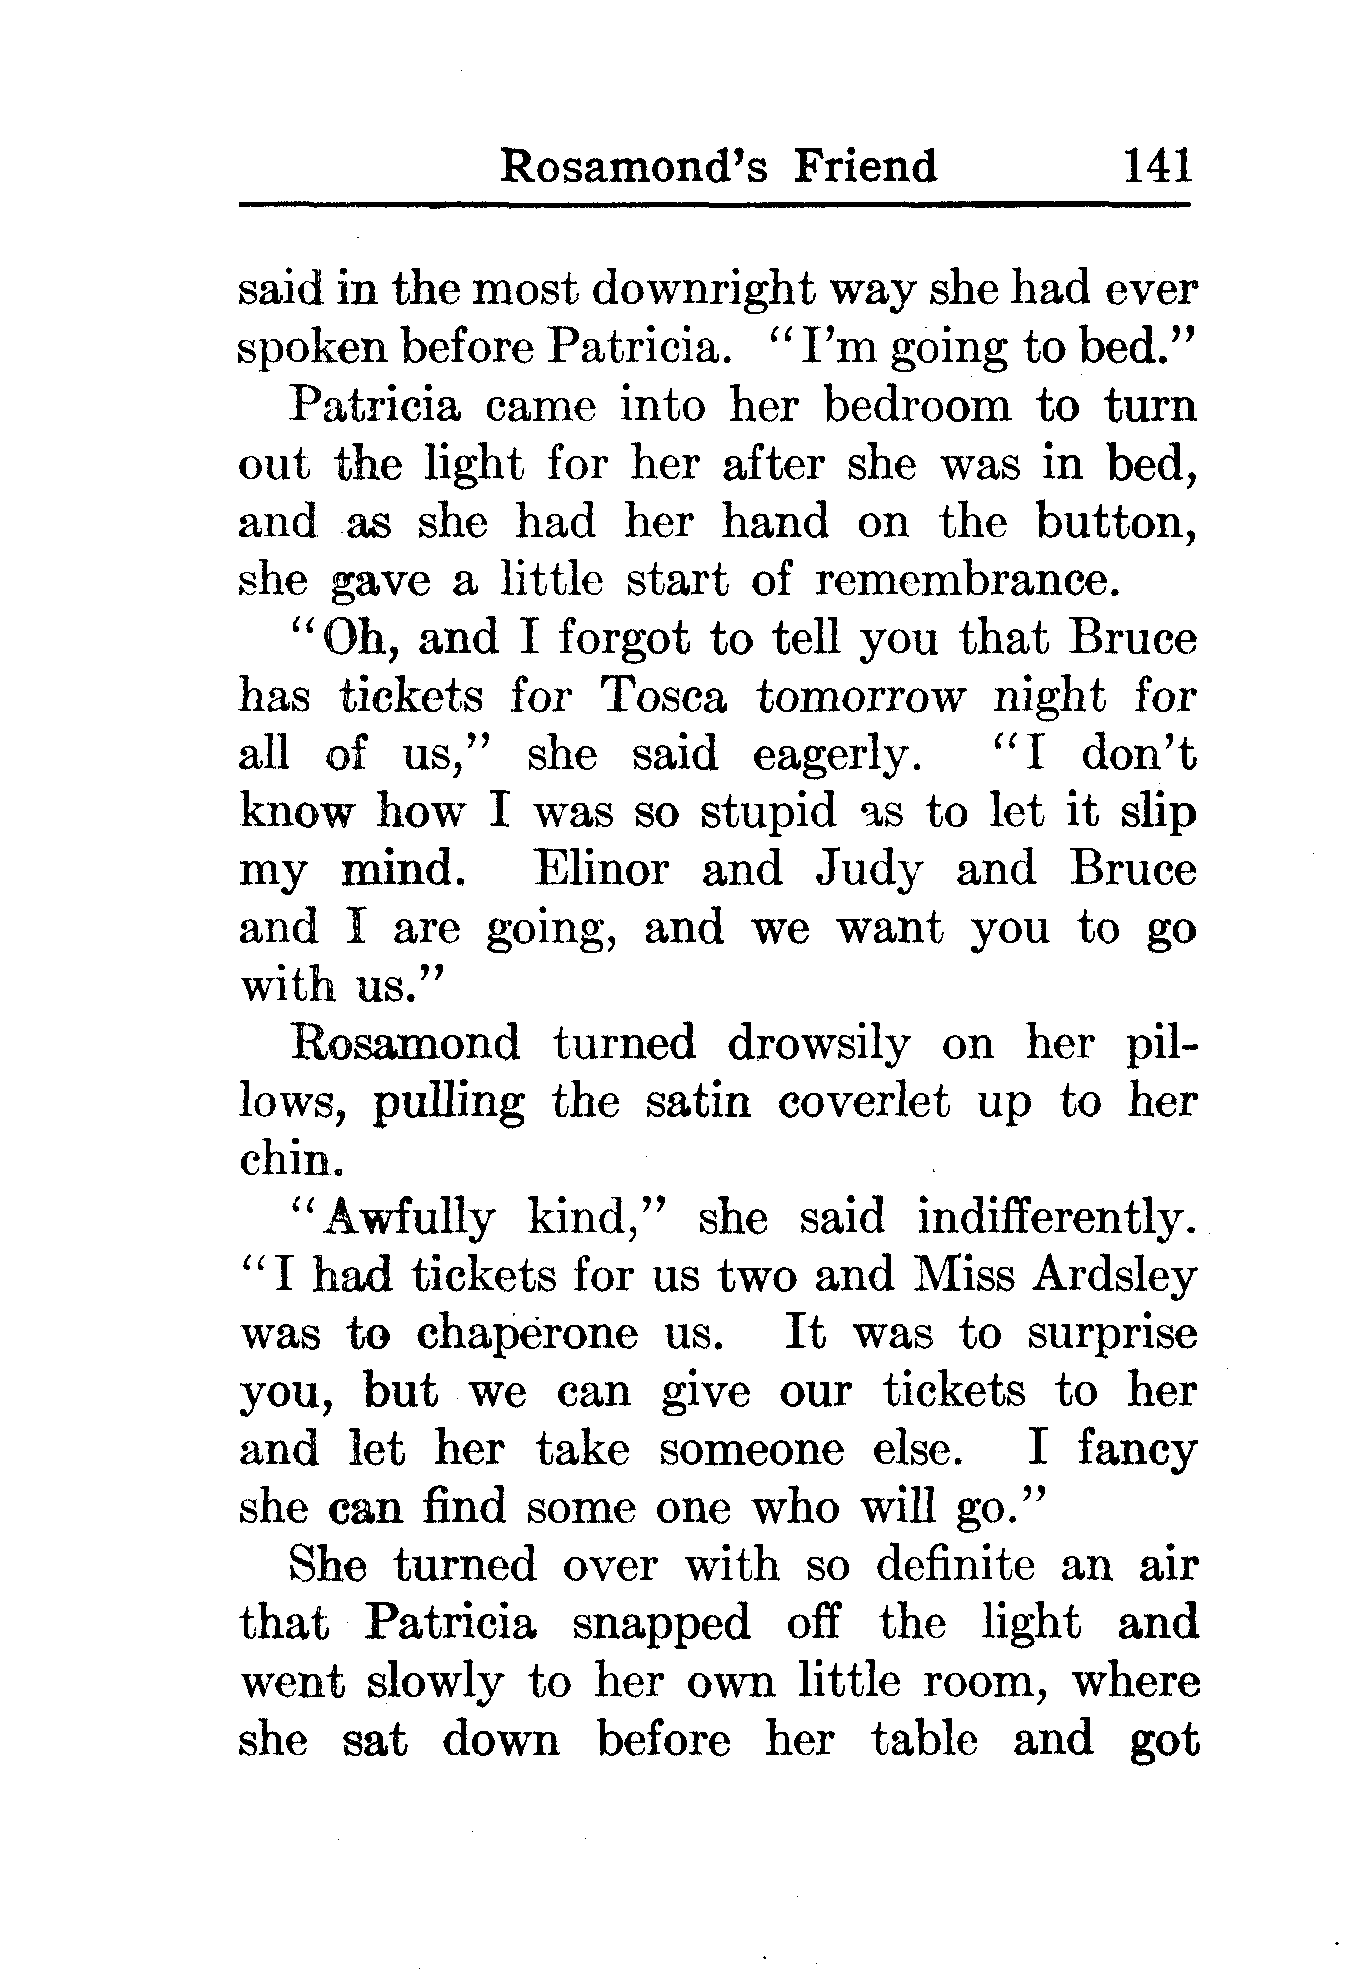 Rosamond's Friend 141
said in the most downright way she had ever
spoken before Patricia. "I'm going to bed."
Patricia came into her bedroom to turn
out the light for her after she was in bed,
and as she had her hand on the button,
she gave a little start of remembrance.
"Oh, and I forgot to tell you that Bruce
has tickets for Tosca tomorrow night for
all of us," she said eagerly. "I don't
know how I was so stupid as to let it slip
my mind. Elinor and Judy and Bruce
and I are going, and we want you to go
with us."
Rosamond turned drowsily on her pil-
lows, pulling the satin coverlet up to her
chin.
"Awfully kind," she said indifferently.
"I had tickets for us two and Miss Ardsley
was to chaperone us. It was to surprise
you, but we can give our tickets to her
and let her take someone else. I fancy
she can find some one who will go."
She turned over with so definite an air
that Patricia snapped off the light and
went slowly to her own little room, where
she sat down before her table and got